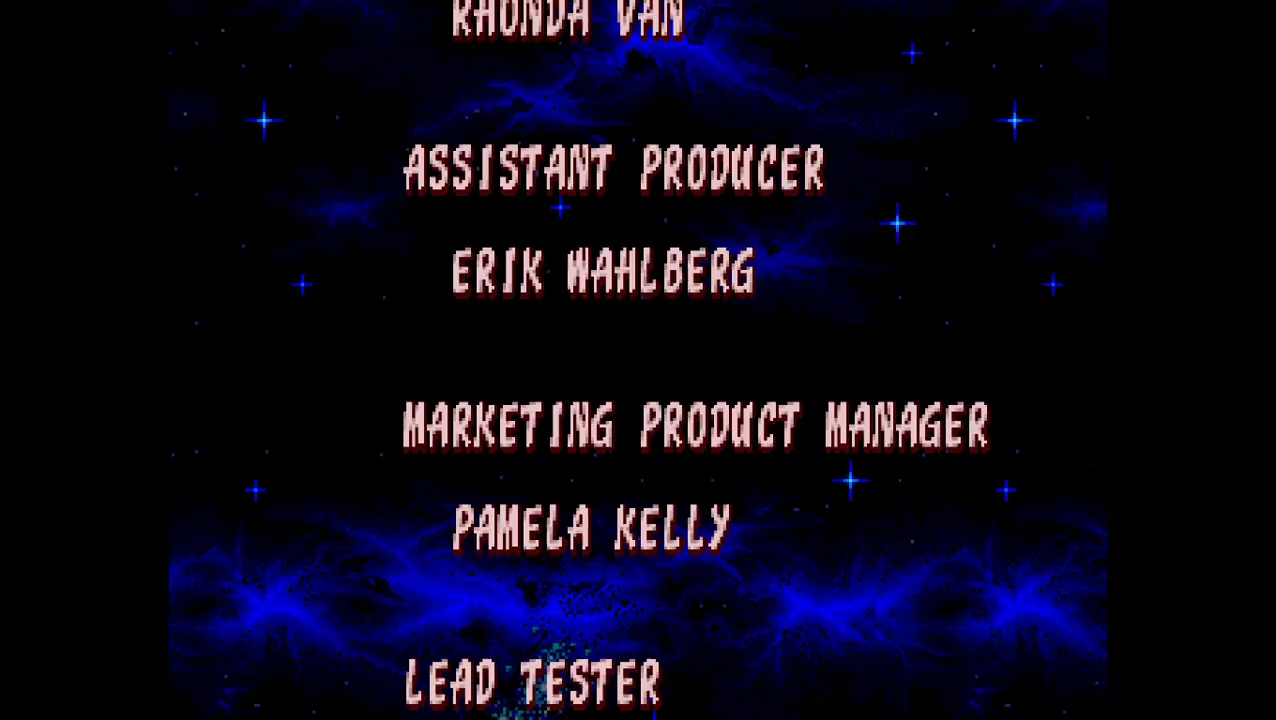 RHONDA VAN
ASSISTANT PRODUCER
ERIK WAHLBERG
MARKETING PRODUCT MANAGER
PAMELA KELLY
LEAD TESTER